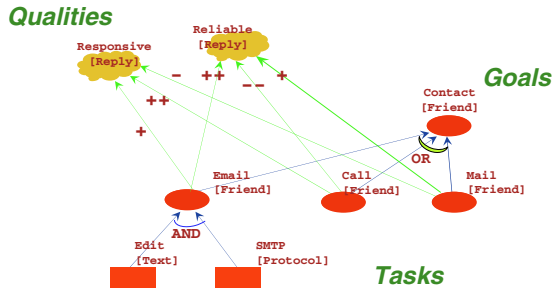 Qualities
Reliable
[Reply]
Responsive
[Reply]
− ++ +
−−
++
+
Goals
Contact
[Friend]
OR
Email
[Friend]
Call
[Friend]
Mail
[Friend]
AND
Edit
[Text]
SMTP
[Protocol]
Tasks